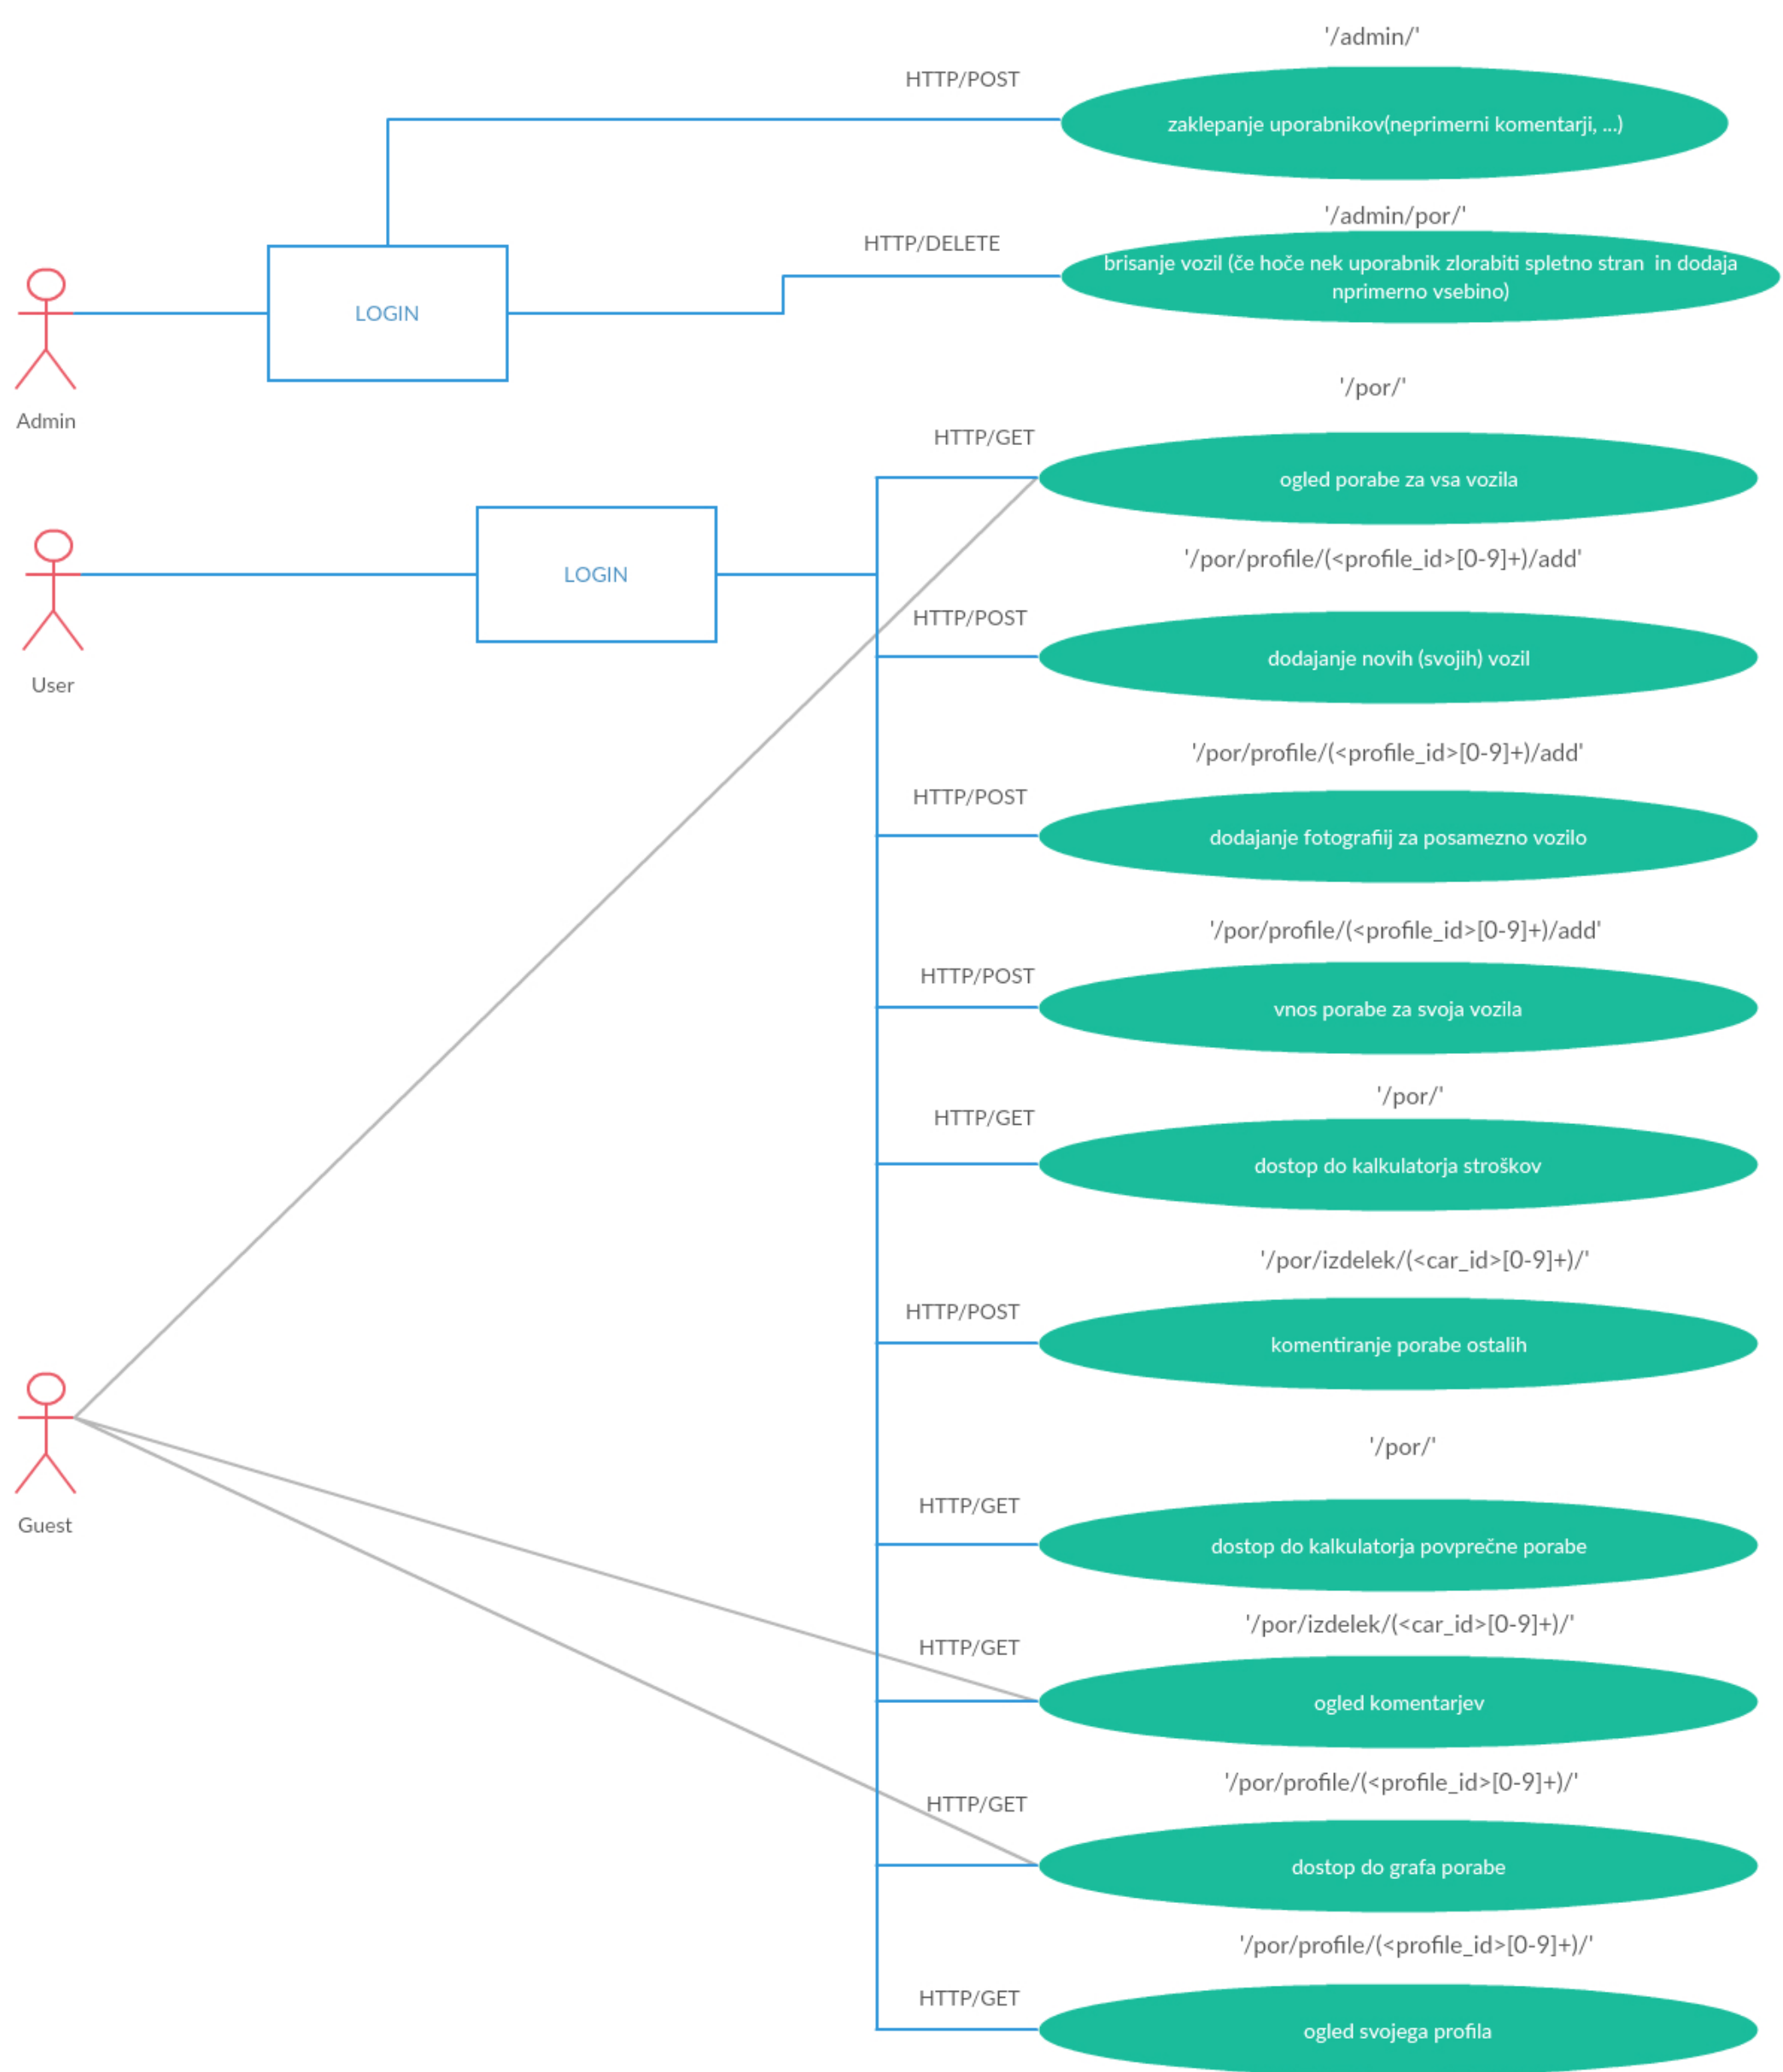 '/admin/'
HTTP/POST
zaklepanje uporabnikov(neprimerni komentarji, ...)
'/admin/por/'
HTTP/DELETE
brisanje vozil (če hoče nek uporabnik zlorabiti spletno stran  in dodaja
nprimerno vsebino)
LOGIN
Admin
'/por/'
HTTP/GET
ogled porabe za vsa vozila
'/por/profile/(<profile_id>[0-9]+)/add'
LOGIN
HTTP/POST
dodajanje novih (svojih) vozil
User
'/por/profile/(<profile_id>[0-9]+)/add'
HTTP/POST
dodajanje fotografiij za posamezno vozilo
'/por/profile/(<profile_id>[0-9]+)/add'
HTTP/POST
vnos porabe za svoja vozila
'/por/'
HTTP/GET
dostop do kalkulatorja stroškov
'/por/izdelek/(<car_id>[0-9]+)/'
HTTP/POST
komentiranje porabe ostalih
'/por/'
HTTP/GET
Guest
dostop do kalkulatorja povprečne porabe
'/por/izdelek/(<car_id>[0-9]+)/'
HTTP/GET
ogled komentarjev
'/por/profile/(<profile_id>[0-9]+)/'
HTTP/GET
dostop do grafa porabe
'/por/profile/(<profile_id>[0-9]+)/'
HTTP/GET
ogled svojega profila